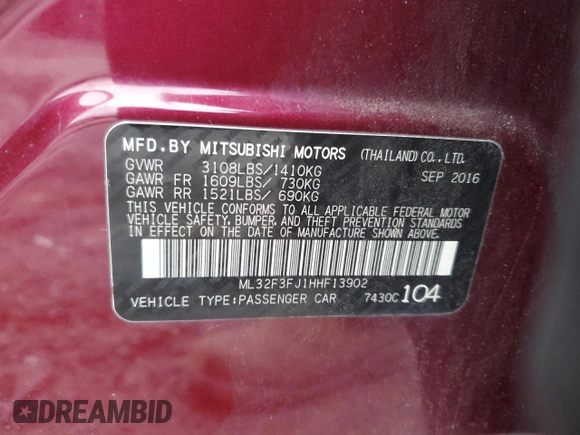 MFD.BY MITSUBISHI MOTORS (THAILAND) CO.,LTD.
GVWR 3108LBS/1410KG SEP 2016
GAWR FR 1609LBS/ 730KG
GAWR RR 1521LBS/ 690KG
THIS VEHICLE CONFORMS TO ALL APPLICABLE FEDERAL MOTOR
VEHICLE SAFETY, BUMPER, AND THEFT PREVENTION STANDARDS
IN EFFECT ON THE DATE OF MANUFACTURE SHOWN ABOVE.
ML32F3FJ1HHF13902
VEHICLE TYPE:PASSENGER CAR 7430C104
DREAMBID